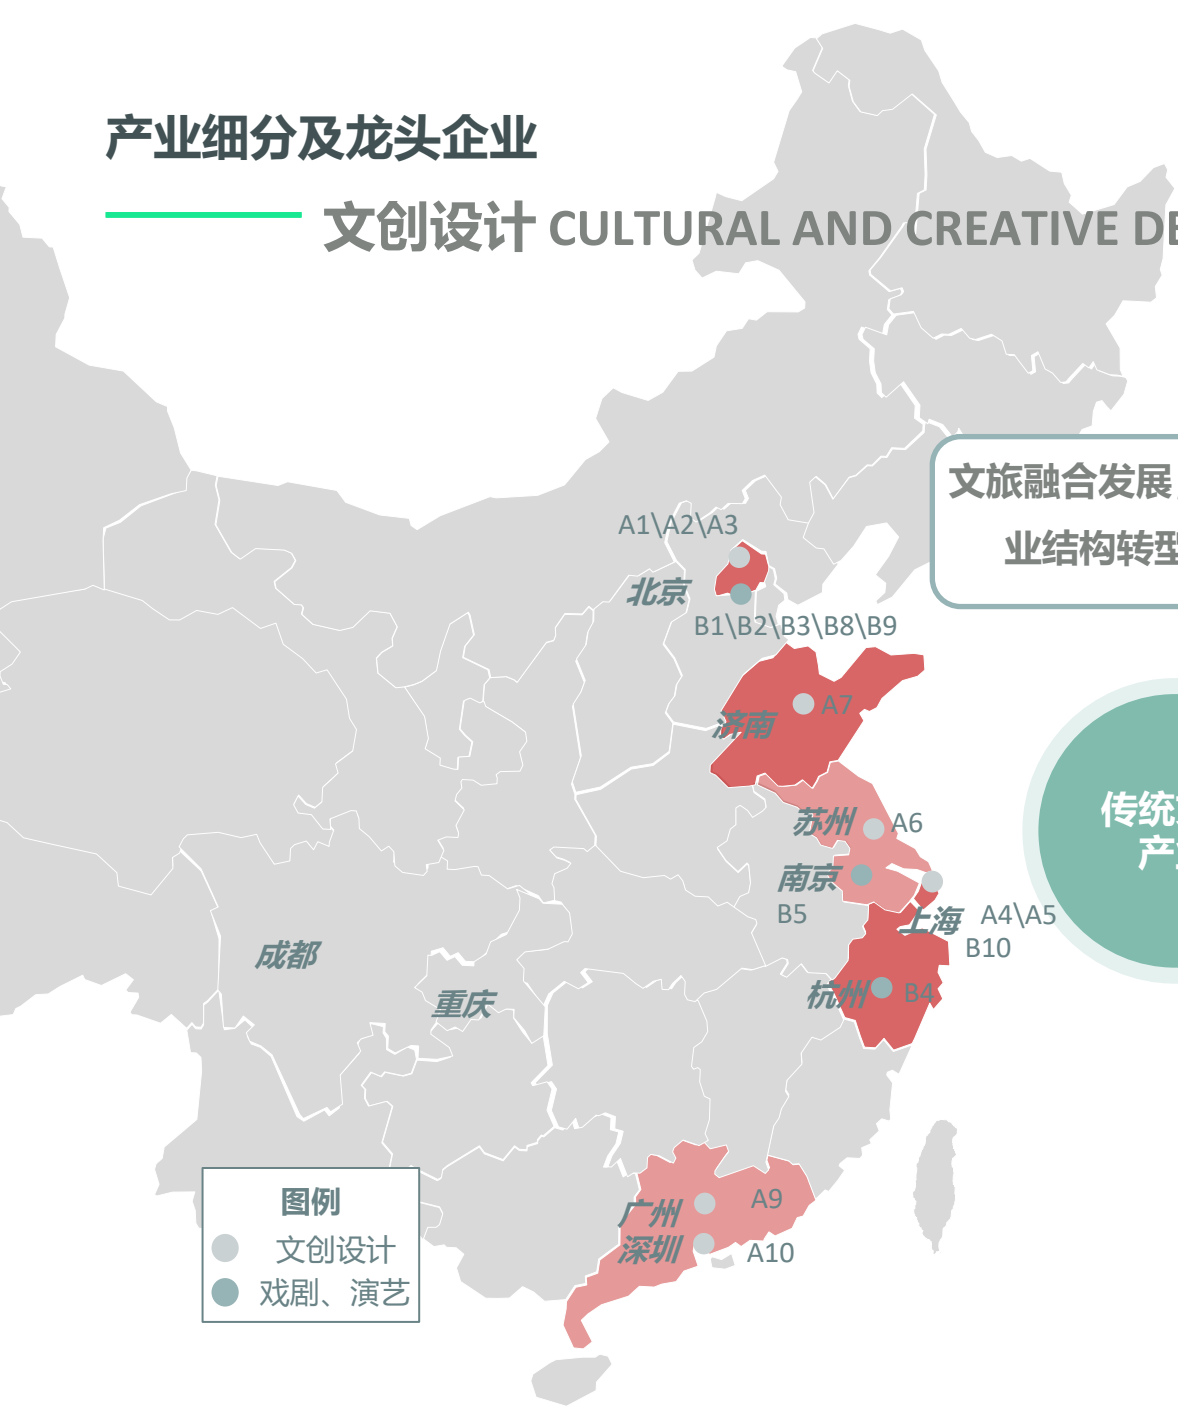 产业细分及龙头企业
文创设计 CULTURAL AND CREATIVE
文旅融合发展
业结构转型
A1\A2\A3
北京
B1\B2\B3\B8\B9
济南
A7
传统
产
苏州
A6
南京
B5
上海
A4\A5
B10
成都
重庆
杭州
B4
广州
A9
深圳
A10
图例
文创设计
戏剧、演艺